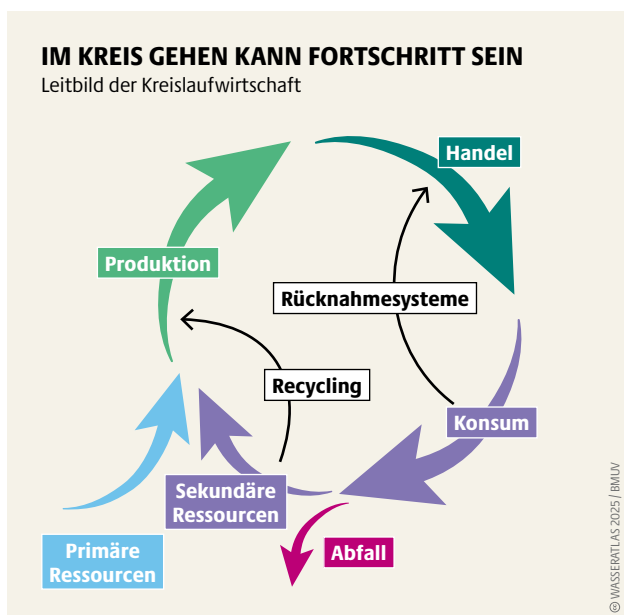 IM KREIS GEHEN KANN FORTSCHRITT SEIN
Leitbild der Kreislaufwirtschaft
Handel
Produktion
Rücknahmesysteme
Recycling
Konsum
Sekundäre
Ressourcen
Primäre
Ressourcen
Abfall
© WASSERATLAS 2025 / BMUV